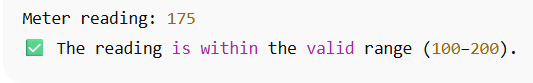 Meter reading: 175
✅ The reading is within the valid range (100–200).